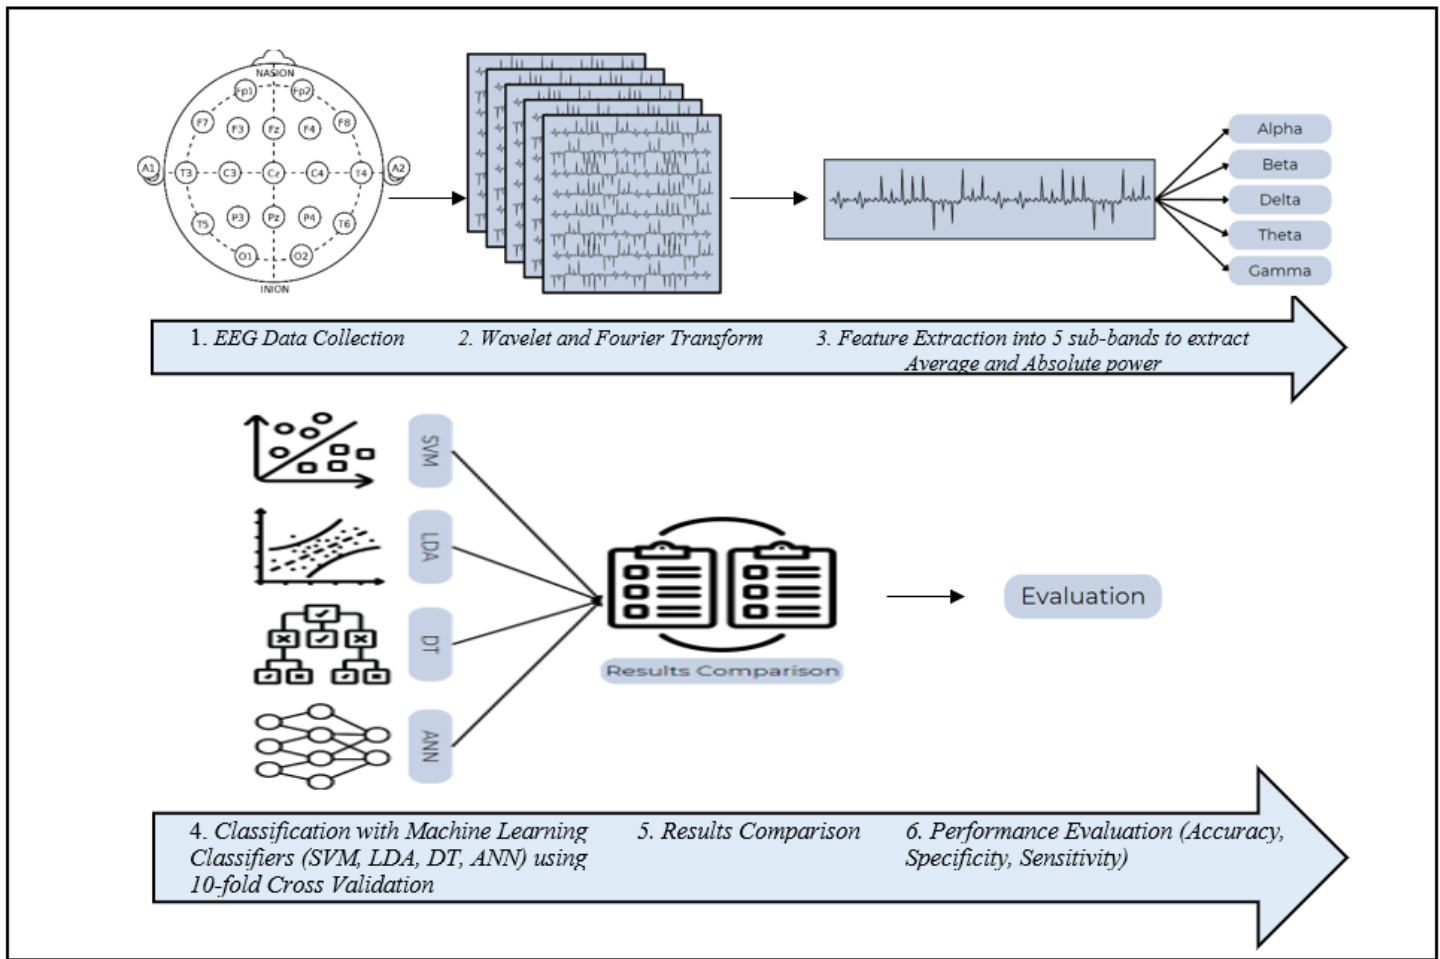 NASION
Fp1 Fp2
F7 F3 Fz F4 F8
A1 T3 C3 Cz C4 T4 A2
T5 P3 Pz P4 T6
O1 O2
INION
Alpha
Beta
Delta
Theta
Gamma
1. EEG Data Collection
2. Wavelet and Fourier Transform
3. Feature Extraction into 5 sub-bands to extract
Average and Absolute power
SVM
LDA
DT
ANN
Results Comparison
Evaluation
4. Classification with Machine Learning
Classifiers (SVM, LDA, DT, ANN) using
10-fold Cross Validation
5. Results Comparison
6. Performance Evaluation (Accuracy,
Specificity, Sensitivity)